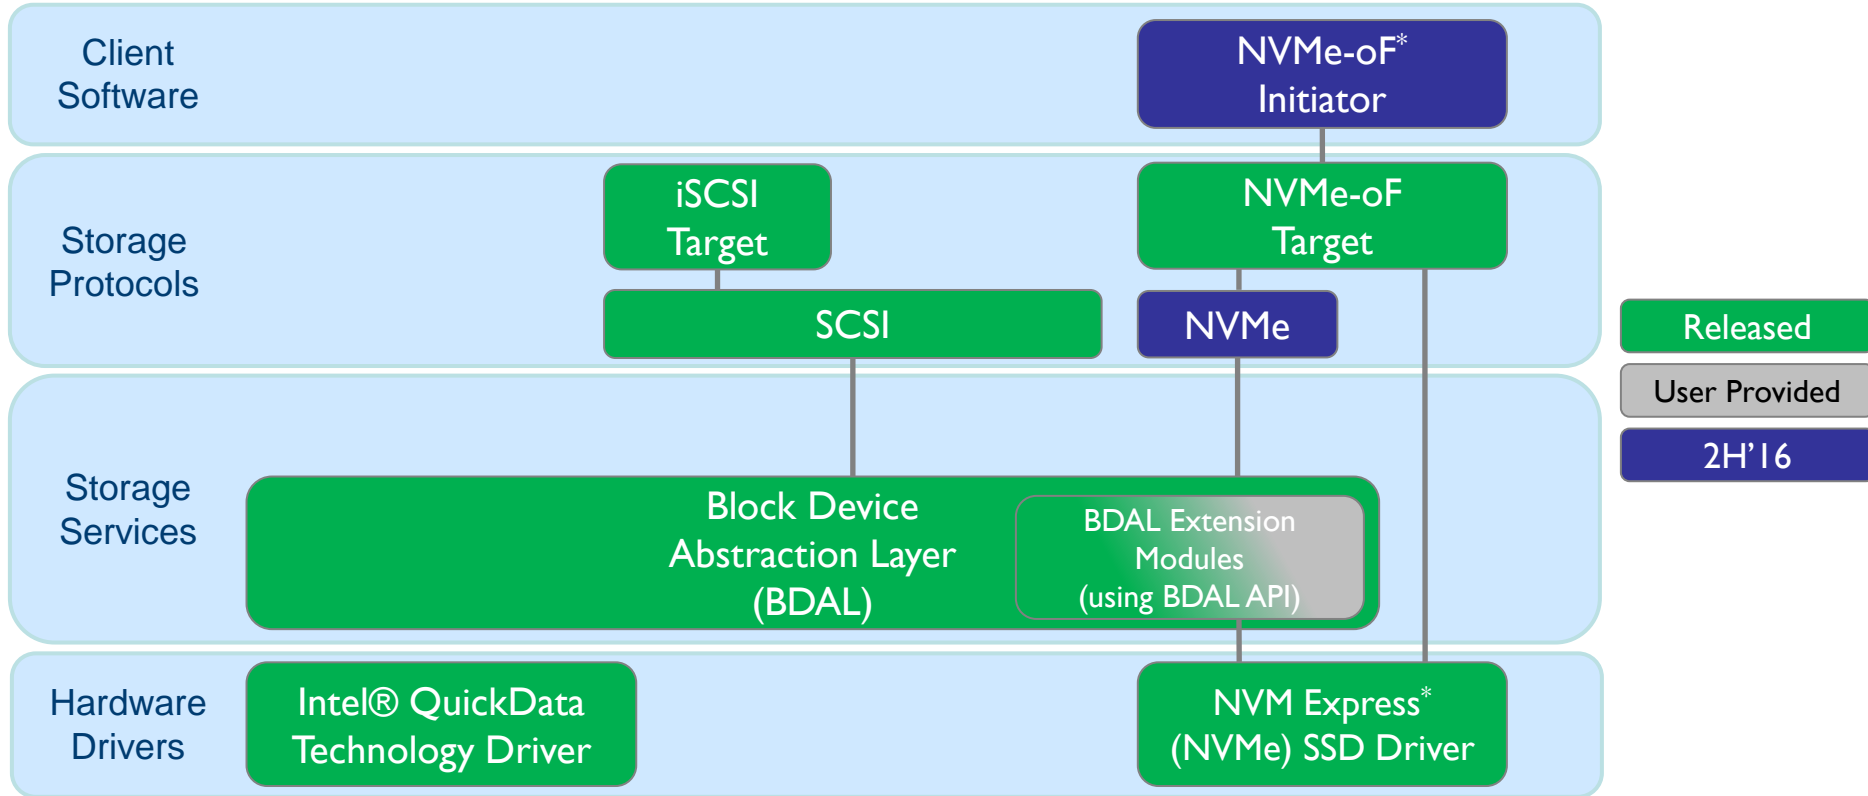 Client
Software
NVMe-oF*
Initiator
Storage
Protocols
iSCSI
Target
NVMe-oF
Target
SCSI
NVMe
Released
User Provided
2H'16
Storage
Services
Block Device
Abstraction Layer
(BDAL)
BDAL Extension
Modules
(using BDAL API)
Hardware
Drivers
Intel® QuickData
Technology Driver
NVM Express*
(NVMe) SSD Driver